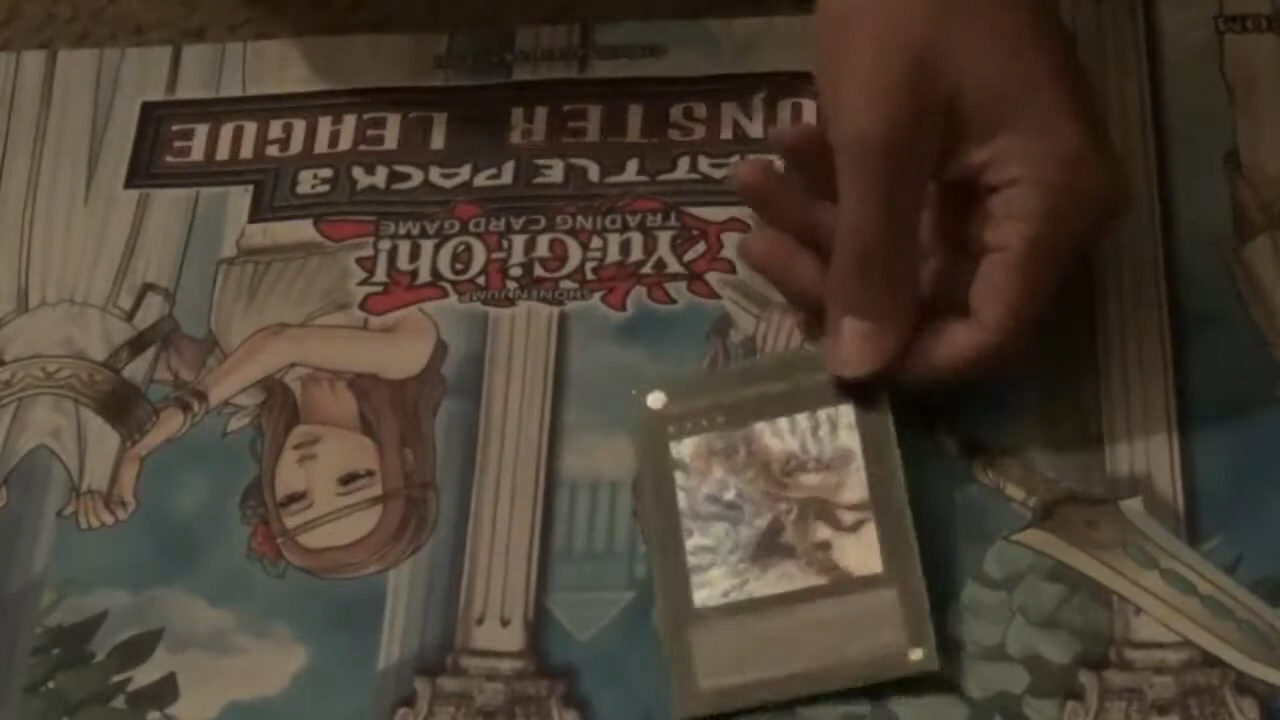 SHONEN JUMP
Yu-Gi-Oh!
TRADING CARD GAME
ATTLE PACK 3
ONSTER LEAGUE